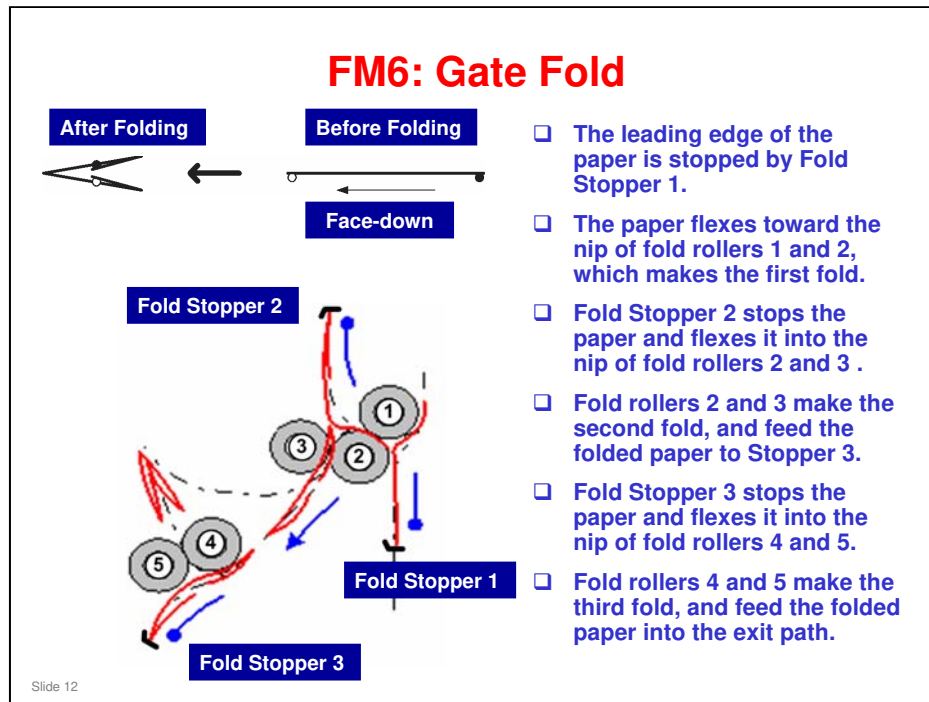 FM6: Gate Fold
After Folding
Before Folding
Face-down
Fold Stopper 2
1
3
2
4
5
Fold Stopper 1
Fold Stopper 3
❑ The leading edge of the
paper is stopped by Fold
Stopper 1.
❑ The paper flexes toward the
nip of fold rollers 1 and 2,
which makes the first fold.
❑ Fold Stopper 2 stops the
paper and flexes it into the
nip of fold rollers 2 and 3 .
❑ Fold rollers 2 and 3 make the
second fold, and feed the
folded paper to Stopper 3.
❑ Fold Stopper 3 stops the
paper and flexes it into the
nip of fold rollers 4 and 5.
❑ Fold rollers 4 and 5 make the
third fold, and feed the folded
paper into the exit path.
Slide 12